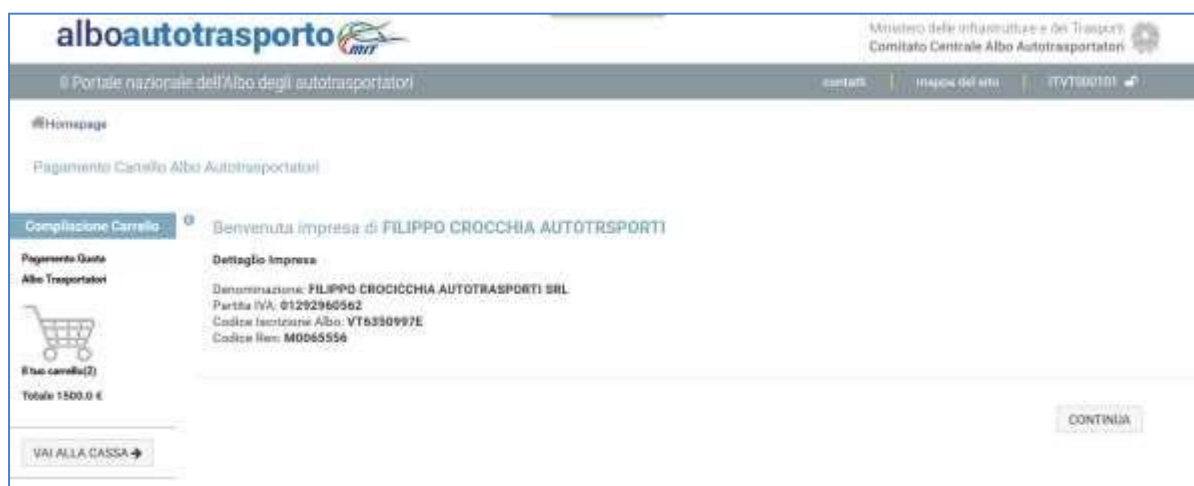 alboautotrasporto
MIT
Ministero delle infrastrutture e dei Trasporti
Comitato Centrale Albo Autotrasportatori
Il Portale nazionale dell'Albo degli autotrasportatori
contatti | mappa del sito | ITVT000101
Homepage
Pagamento Carrello Albo Autotrasportatori
Compilazione Carrello
Benvenuta impresa di FILIPPO CROCCHIA AUTOTRSPORTI
Pagamento Quota
Albo Trasportatori
Dettaglio Impresa
Denominazione: FILIPPO CROCICCHIA AUTOTRASPORTI SRL
Partita IVA: 01292960562
Codice Iscrizione Albo: VT6350997E
Codice Ren: M0065556
Il tuo carrello(2)
Totale 1500.0 €
CONTINUA
VAI ALLA CASSA